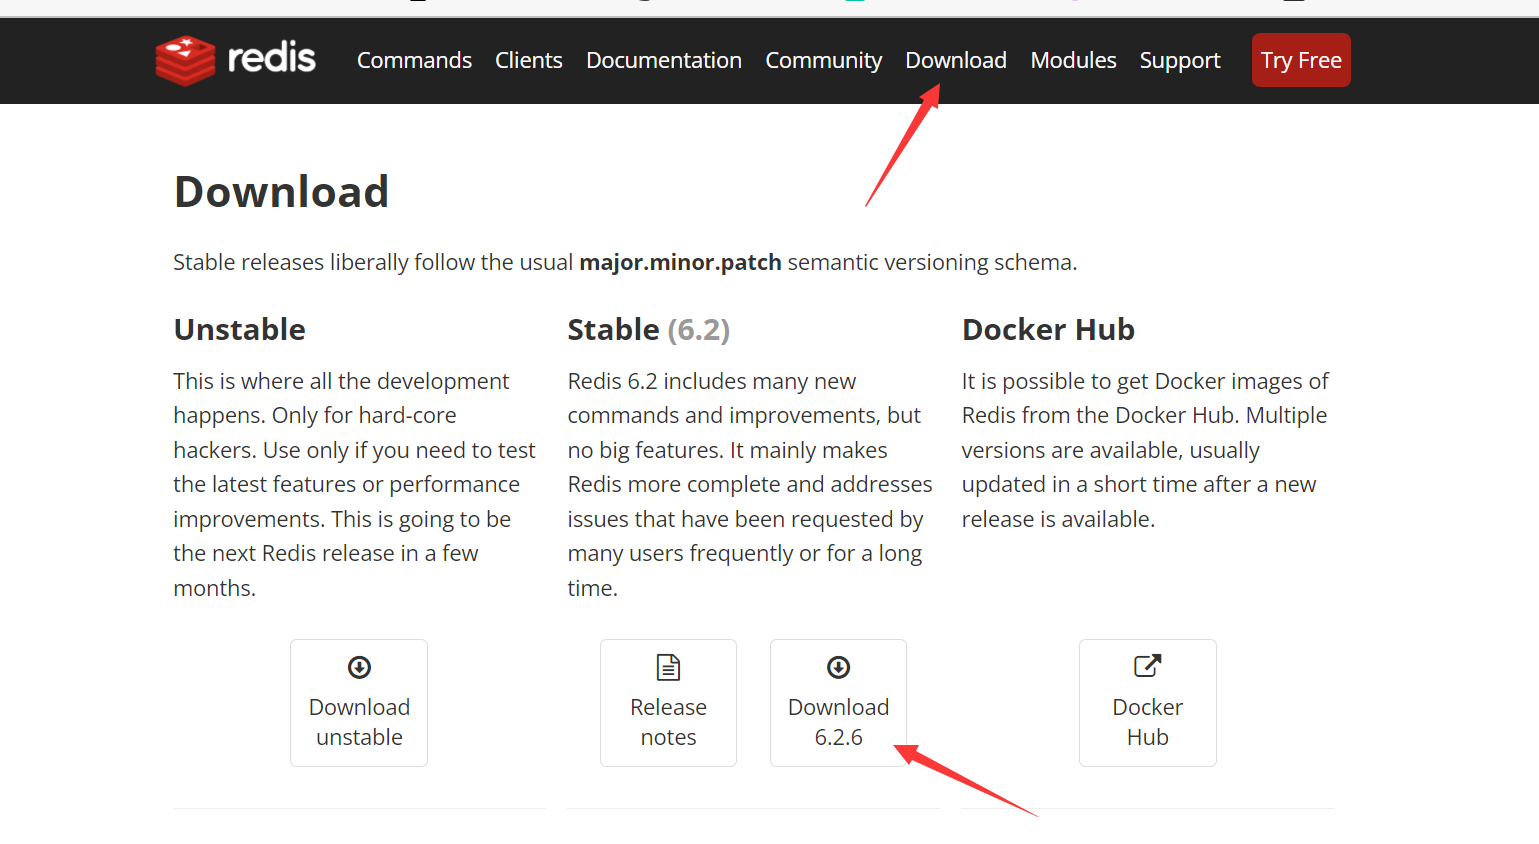 redis Commands Clients Documentation Community Download Modules Support Try Free
Download
Stable releases liberally follow the usual major.minor.patch semantic versioning schema.
Unstable
This is where all the development
happens. Only for hard-core
hackers. Use only if you need to test
the latest features or performance
improvements. This is going to be
the next Redis release in a few
months.
Download
unstable
Stable (6.2)
Redis 6.2 includes many new
commands and improvements, but
no big features. It mainly makes
Redis more complete and addresses
issues that have been requested by
many users frequently or for a long
time.
Release
notes
Download
6.2.6
Docker Hub
It is possible to get Docker images of
Redis from the Docker Hub. Multiple
versions are available, usually
updated in a short time after a new
release is available.
Docker
Hub